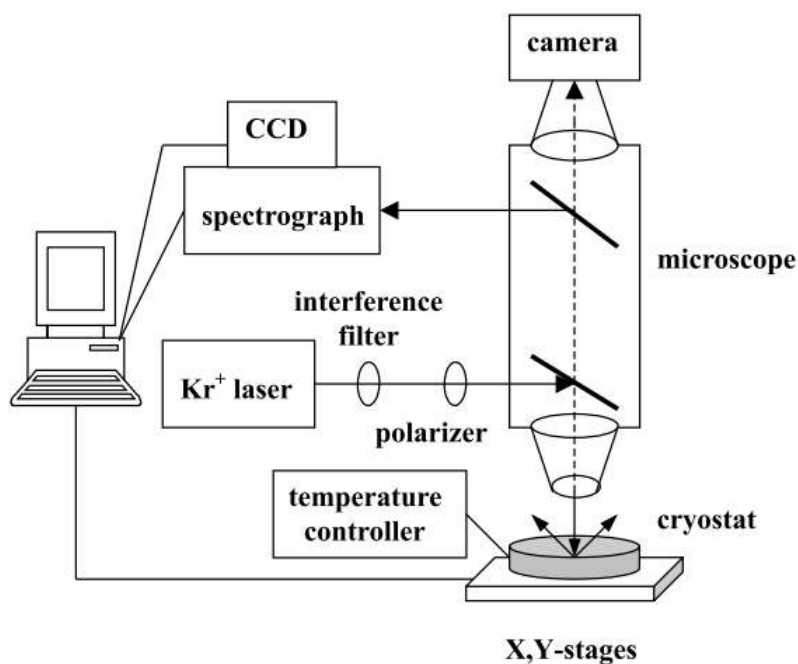 camera
CCD
spectrograph
microscope
interference
filter
Kr⁺ laser
polarizer
temperature
controller
cryostat
X,Y-stages